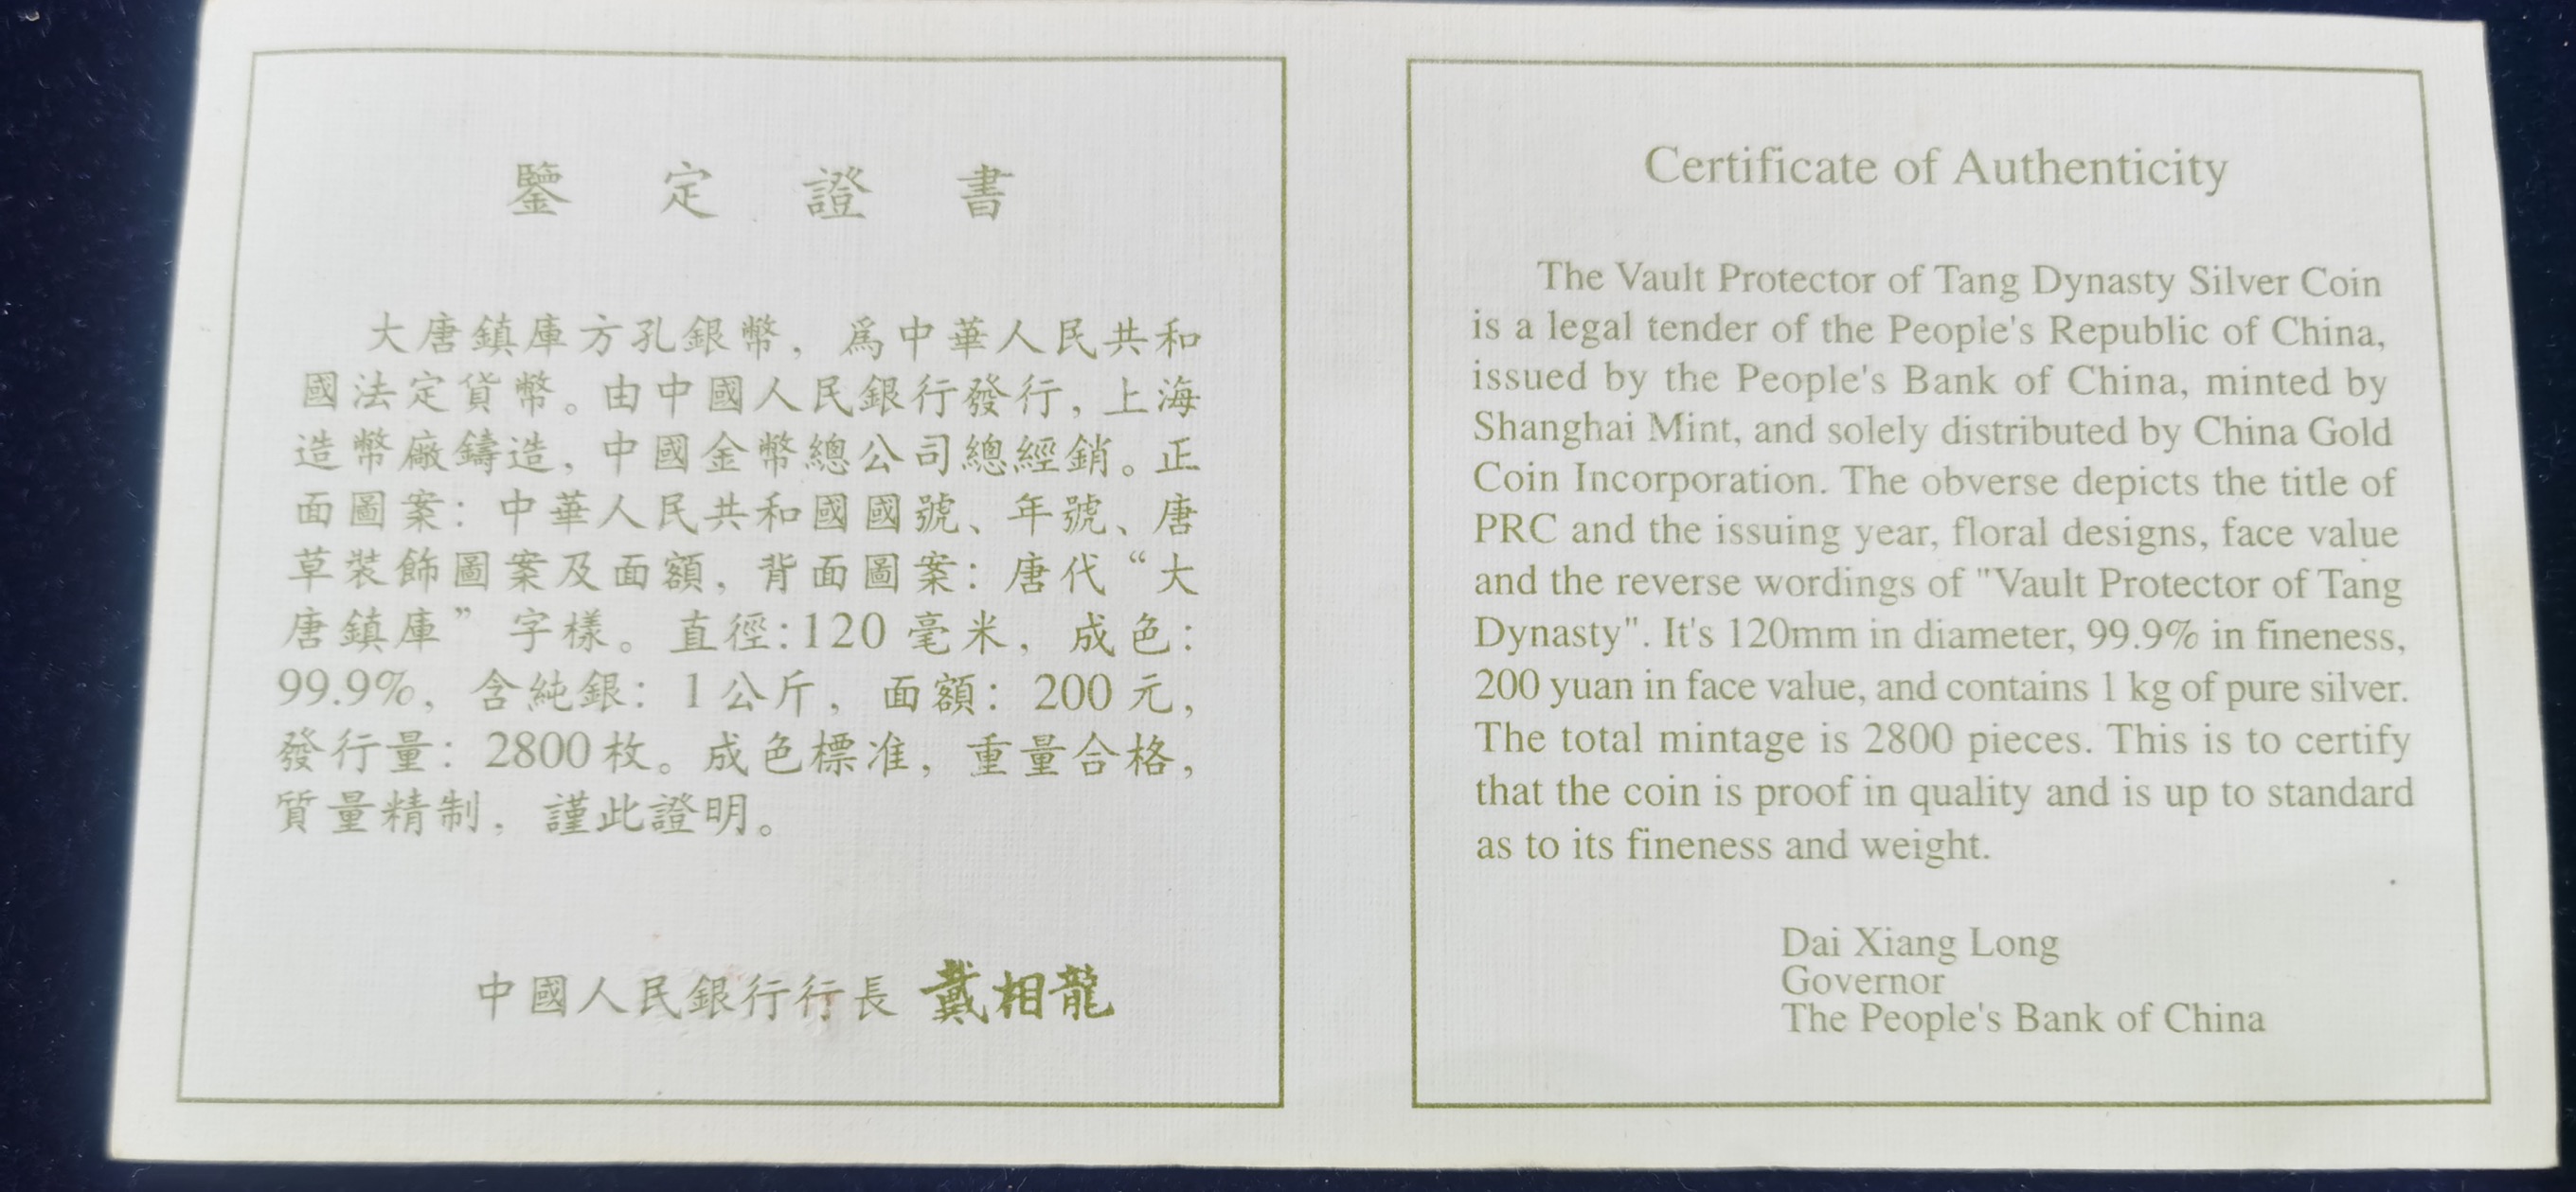 鑒定證書
大唐鎮庫方孔銀幣，爲中華人民共和
國法定貨幣。由中國人民銀行發行，上海
造幣廠鑄造，中國金幣總公司總經銷。正
面圖案：中華人民共和國國號、年號、唐
草裝飾圖案及面額，背面圖案：唐代“大
唐鎮庫”字樣。直徑:120毫米，成色：
99.9%，含純銀：1公斤，面額：200元，
發行量：2800枚。成色標准，重量合格，
質量精制，謹此證明。
中國人民銀行行長 戴相龍
Certificate of Authenticity
The Vault Protector of Tang Dynasty Silver Coin
is a legal tender of the People's Republic of China,
issued by the People's Bank of China, minted by
Shanghai Mint, and solely distributed by China Gold
Coin Incorporation. The obverse depicts the title of
PRC and the issuing year, floral designs, face value
and the reverse wordings of "Vault Protector of Tang
Dynasty". It's 120mm in diameter, 99.9% in fineness,
200 yuan in face value, and contains 1 kg of pure silver.
The total mintage is 2800 pieces. This is to certify
that the coin is proof in quality and is up to standard
as to its fineness and weight.
Dai Xiang Long
Governor
The People's Bank of China